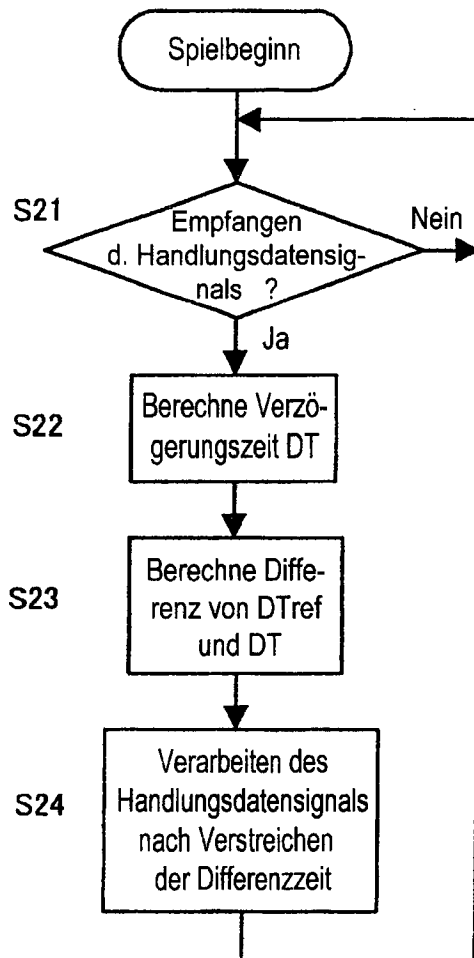 Spielbeginn
S21
Empfangen
d. Handlungsdatensig-
nals ?
Nein
Ja
S22
Berechne Verzö-
gerungszeit DT
S23
Berechne Diffe-
renz von DTref
und DT
S24
Verarbeiten des
Handlungsdatensignals
nach Verstreichen
der Differenzzeit